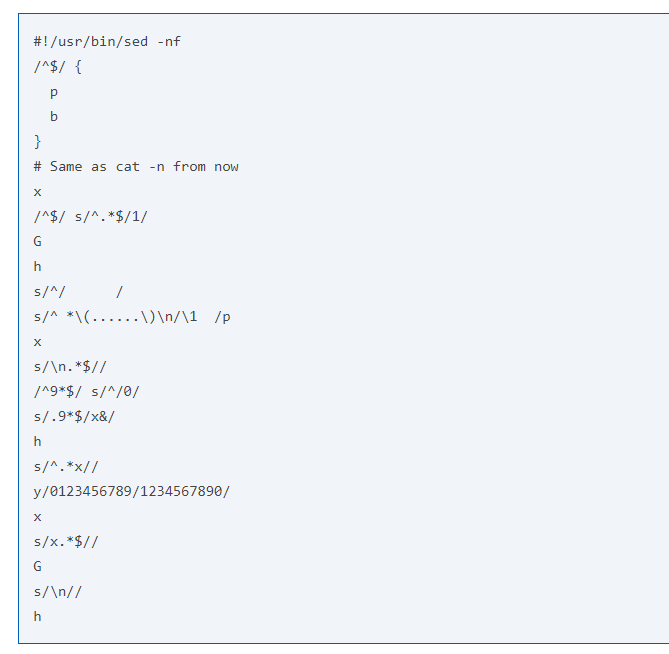 #!/usr/bin/sed -nf
/^$/ {
  p
  b
}
# Same as cat -n from now
x
/^$/ s/^.*$/1/
G
h
s/^/      /
s/^ *\(......\)\n/\1  /p
x
s/\n.*$//
/^9*$/ s/^/0/
s/.9*$/x&/
h
s/^.*x//
y/0123456789/1234567890/
x
s/x.*$//
G
s/\n//
h